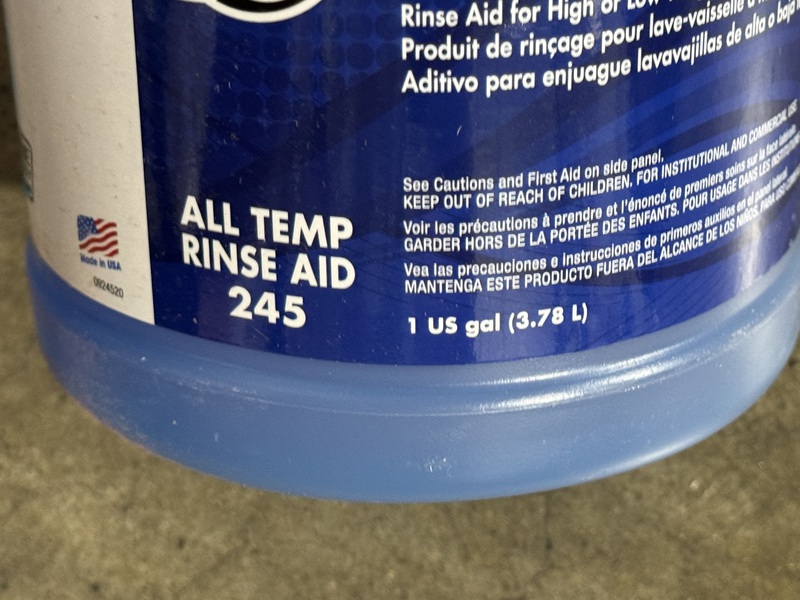 Rinse Aid for High or Low
Produit de rinçage pour lave-vaisselle à
Aditivo para enjuague lavavajillas de alta o baja
See Cautions and First Aid on side panel.
KEEP OUT OF REACH OF CHILDREN. FOR INSTITUTIONAL AND COMMERCIAL USE
Voir les précautions à prendre et l'énoncé de premiers soins sur la face latérale
GARDER HORS DE LA PORTÉE DES ENFANTS. POUR USAGE DANS LES
Vea las precauciones e instrucciones de primeros auxilios en el panel lateral
MANTENGA ESTE PRODUCTO FUERA DEL ALCANCE DE LOS NIÑOS.
1 US gal (3.78 L)
ALL TEMP
RINSE AID
245
Made in USA
0924520